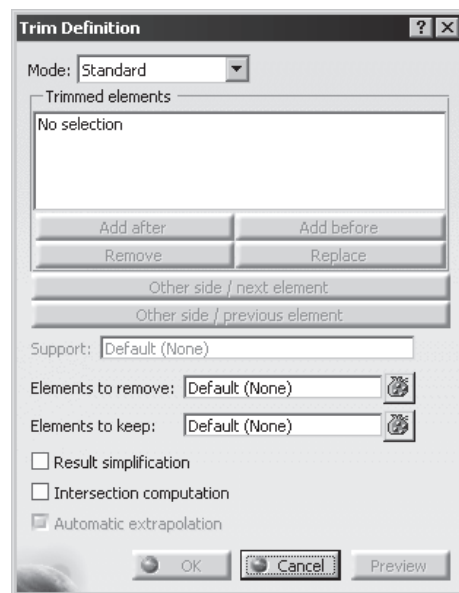 Trim Definition ? X
Mode: Standard
Trimmed elements
No selection
Add after Add before
Remove Replace
Other side / next element
Other side / previous element
Support: Default (None)
Elements to remove: Default (None)
Elements to keep: Default (None)
Result simplification
Intersection computation
Automatic extrapolation
OK Cancel Preview